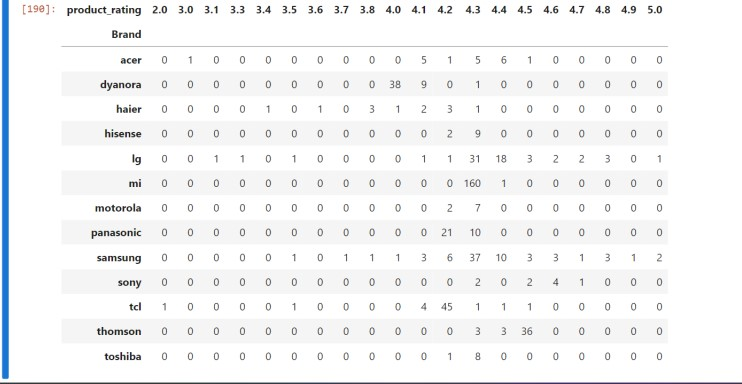 [190]: product_rating 2.0 3.0 3.1 3.3 3.4 3.5 3.6 3.7 3.8 4.0 4.1 4.2 4.3 4.4 4.5 4.6 4.7 4.8 4.9 5.0
Brand
acer 0 1 0 0 0 0 0 0 0 0 5 1 5 6 1 0 0 0 0 0
dyanora 0 0 0 0 0 0 0 0 0 38 9 0 1 0 0 0 0 0 0 0
haier 0 0 0 0 1 0 1 0 3 1 2 3 1 0 0 0 0 0 0 0
hisense 0 0 0 0 0 0 0 0 0 0 0 2 9 0 0 0 0 0 0 0
lg 0 0 1 1 0 1 0 0 0 0 1 1 31 18 3 2 2 3 0 1
mi 0 0 0 0 0 0 0 0 0 0 0 0 160 1 0 0 0 0 0 0
motorola 0 0 0 0 0 0 0 0 0 0 0 2 7 0 0 0 0 0 0 0
panasonic 0 0 0 0 0 0 0 0 0 0 0 21 10 0 0 0 0 0 0 0
samsung 0 0 0 0 0 1 0 1 1 1 3 6 37 10 3 3 1 3 1 2
sony 0 0 0 0 0 0 0 0 0 0 0 0 2 0 2 4 1 0 0 0
tcl 1 0 0 0 0 1 0 0 0 0 4 45 1 1 1 0 0 0 0 0
thomson 0 0 0 0 0 0 0 0 0 0 0 0 3 3 36 0 0 0 0 0
toshiba 0 0 0 0 0 0 0 0 0 0 0 1 8 0 0 0 0 0 0 0